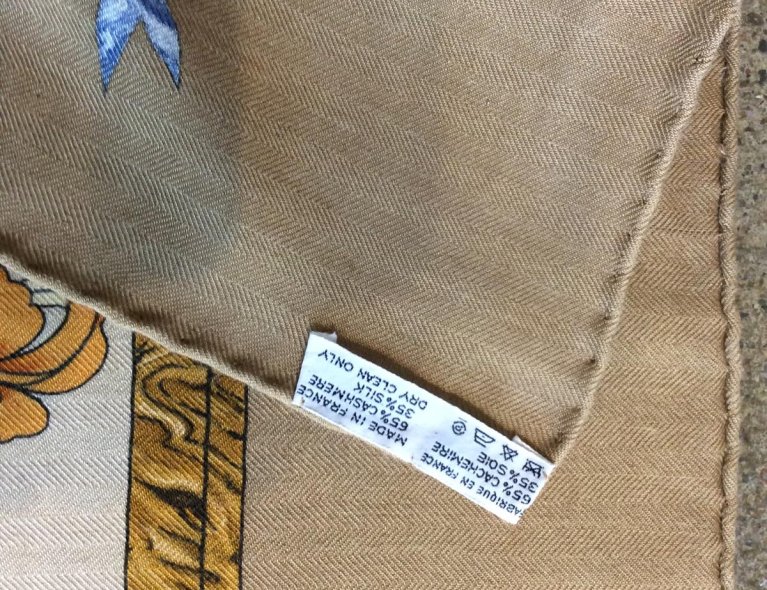 FABRIQUE EN FRANCE
65% CACHEMIRE
35% SOIE
MADE IN FRANCE
65% CASHMERE
35% SILK
DRY CLEAN ONLY